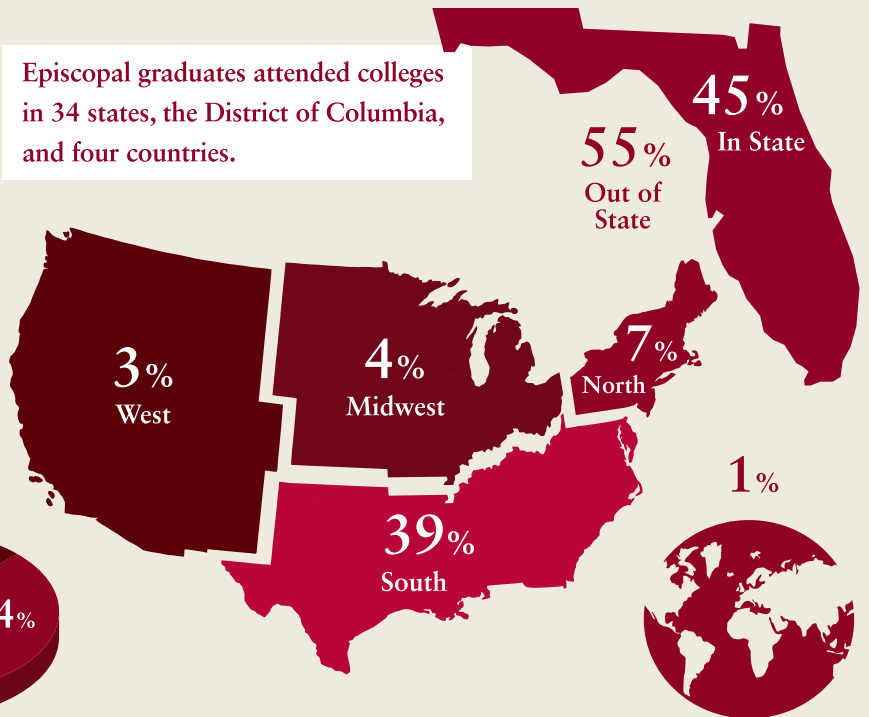 Episcopal graduates attended colleges
in 34 states, the District of Columbia,
and four countries.
45%
In State
55%
Out of
State
3%
West
4%
Midwest
7%
North
39%
South
1%
4%